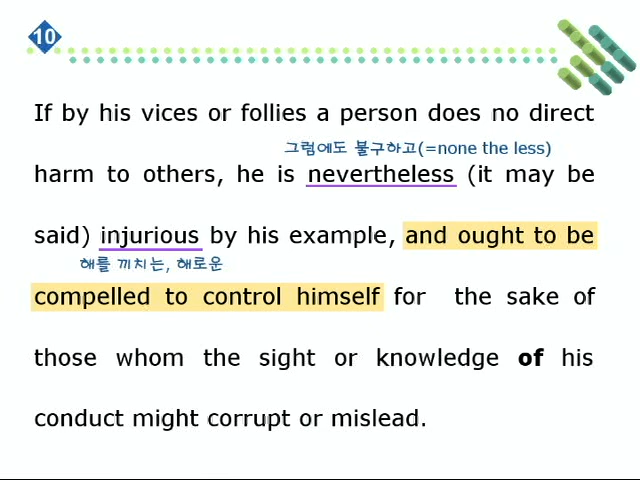 10
If by his vices or follies a person does no direct
그럼에도 불구하고(=none the less)
harm to others, he is nevertheless (it may be
said) injurious by his example, and ought to be
해를 끼치는, 해로운
compelled to control himself for the sake of
those whom the sight or knowledge of his
conduct might corrupt or mislead.